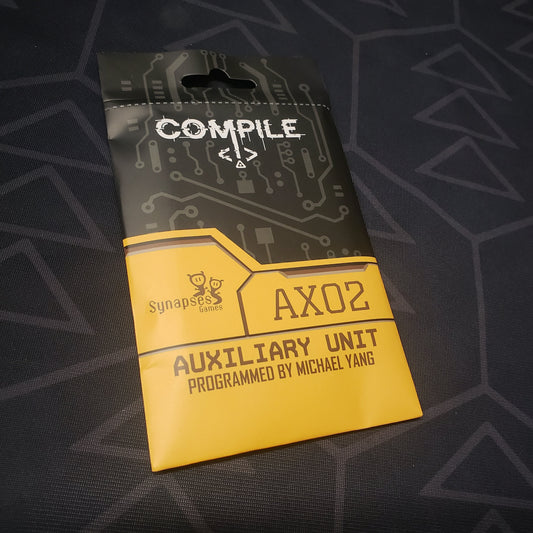 COMPILE
Synapses
Games
AX02
AUXILIARY UNIT
PROGRAMMED BY MICHAEL YANG